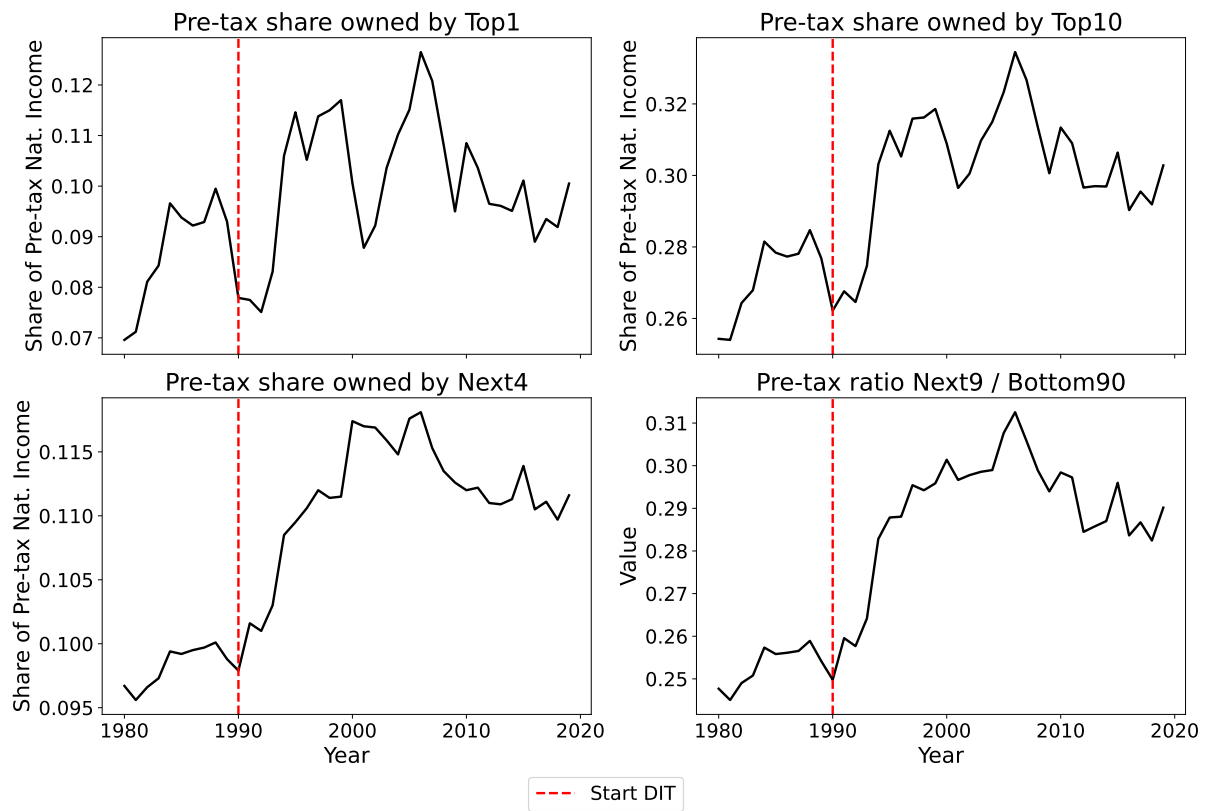 Pre-tax share owned by Top1
Share of Pre-tax Nat. Income
0.12
0.11
0.10
0.09
0.08
0.07
Pre-tax share owned by Top10
Share of Pre-tax Nat. Income
0.32
0.30
0.28
0.26
Pre-tax share owned by Next4
Share of Pre-tax Nat. Income
0.115
0.110
0.105
0.100
0.095
1980 1990 2000 2010 2020
Year
Pre-tax ratio Next9 / Bottom90
Value
0.31
0.30
0.29
0.28
0.27
0.26
0.25
1980 1990 2000 2010 2020
Year
Start DIT